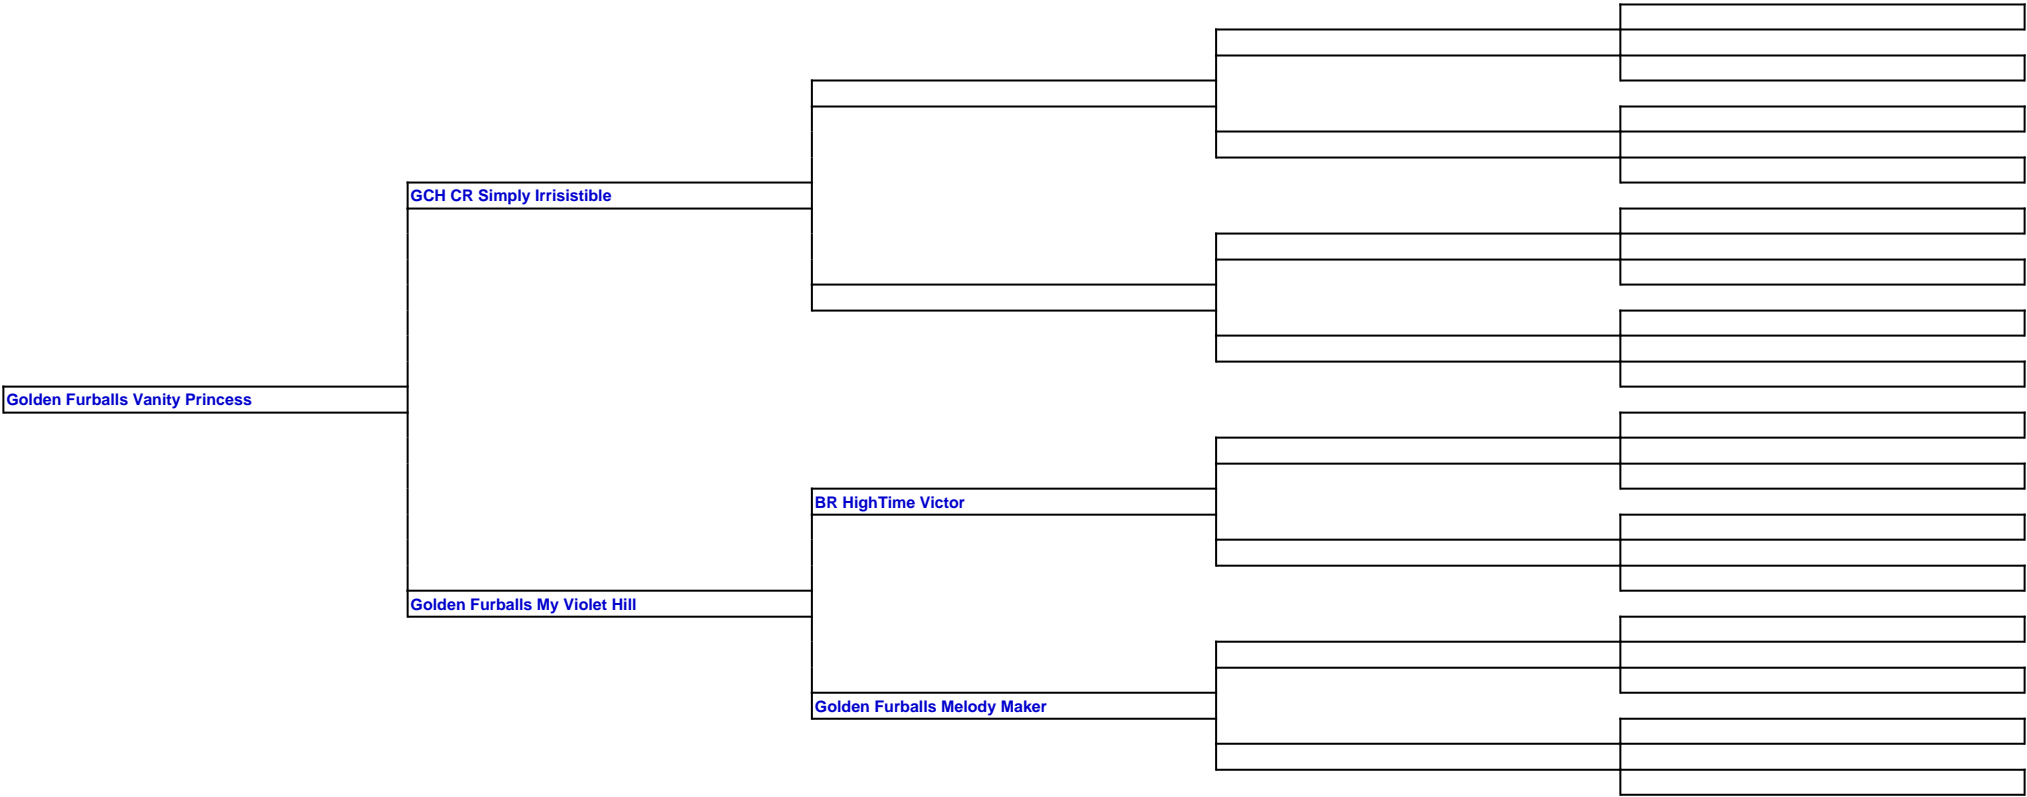 GCH CR Simply Irrisistible
Golden Furballs Vanity Princess
BR HighTime Victor
Golden Furballs My Violet Hill
Golden Furballs Melody Maker